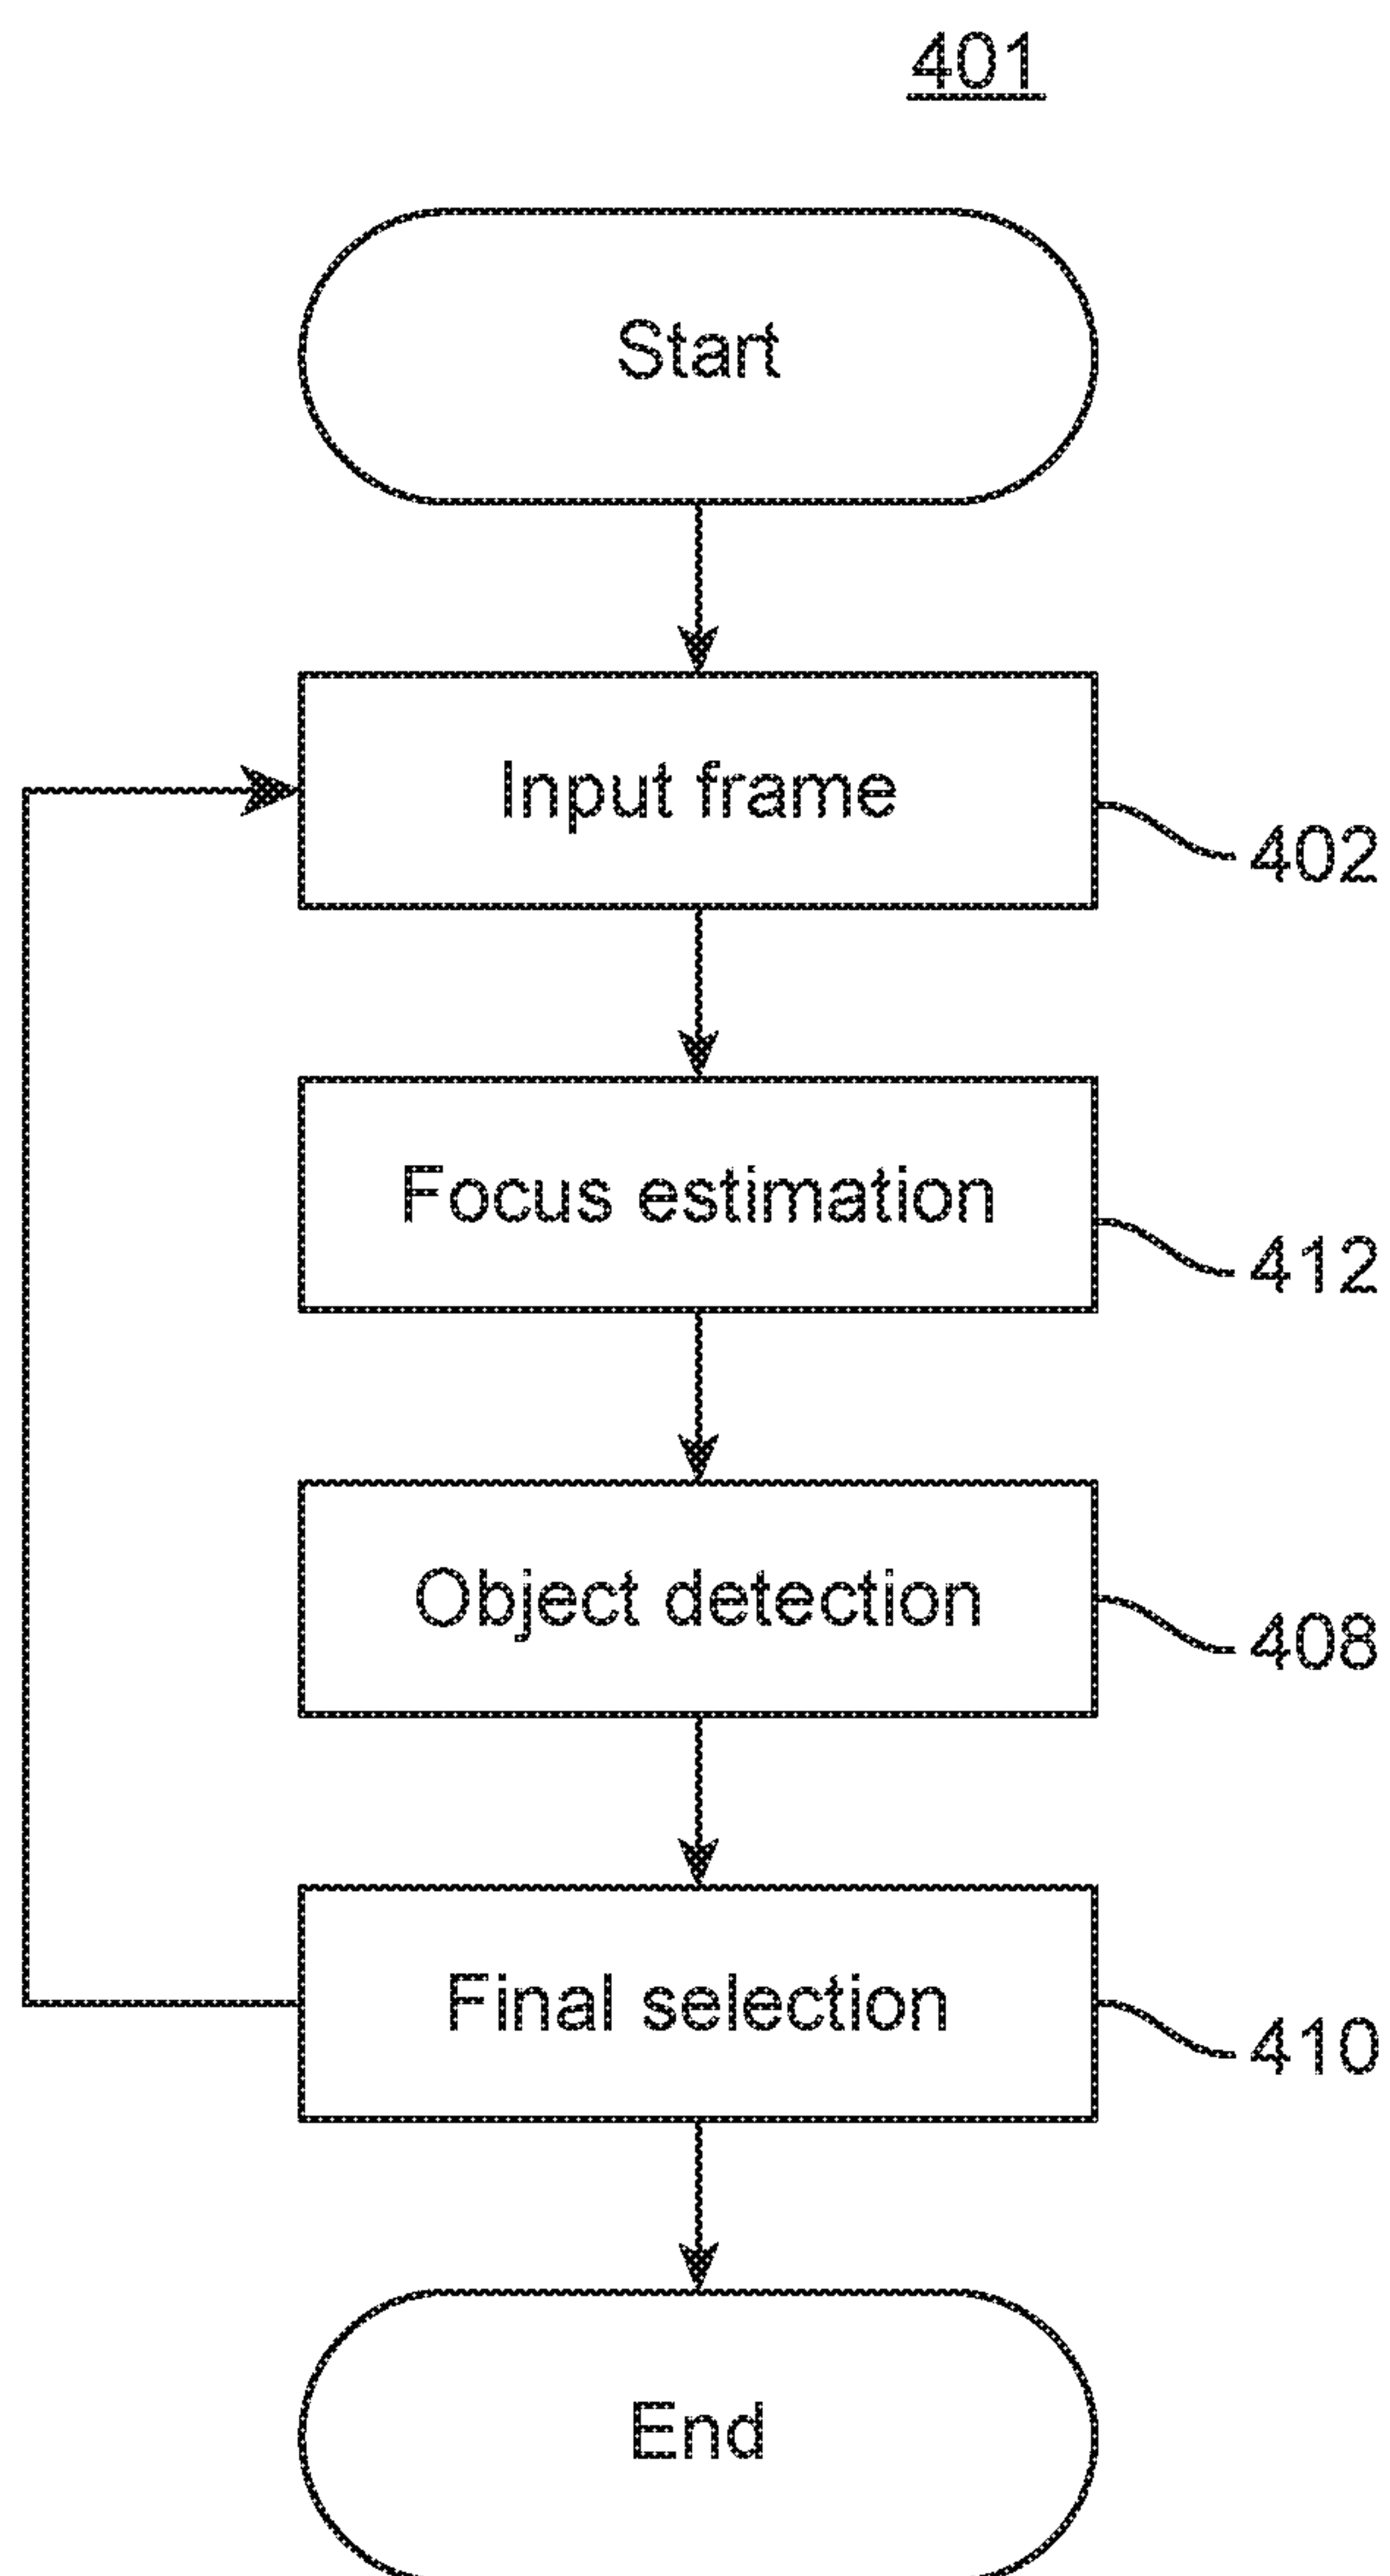 401
Start
Input frame
402
Focus estimation
412
Object detection
408
Final selection
410
End